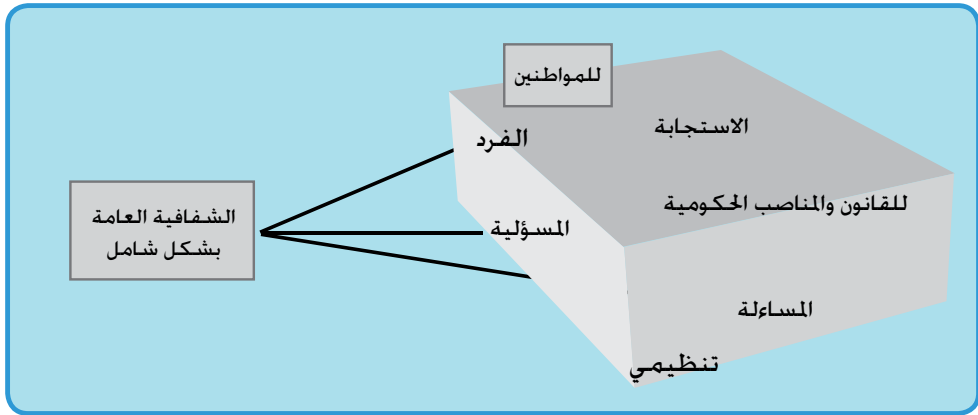 للمواطنين
الاستجابة
الفرد
للقانون والمناصب الحكومية
الشفافية العامة
بشكل شامل
المسؤلية
المساءلة
تنظيمي